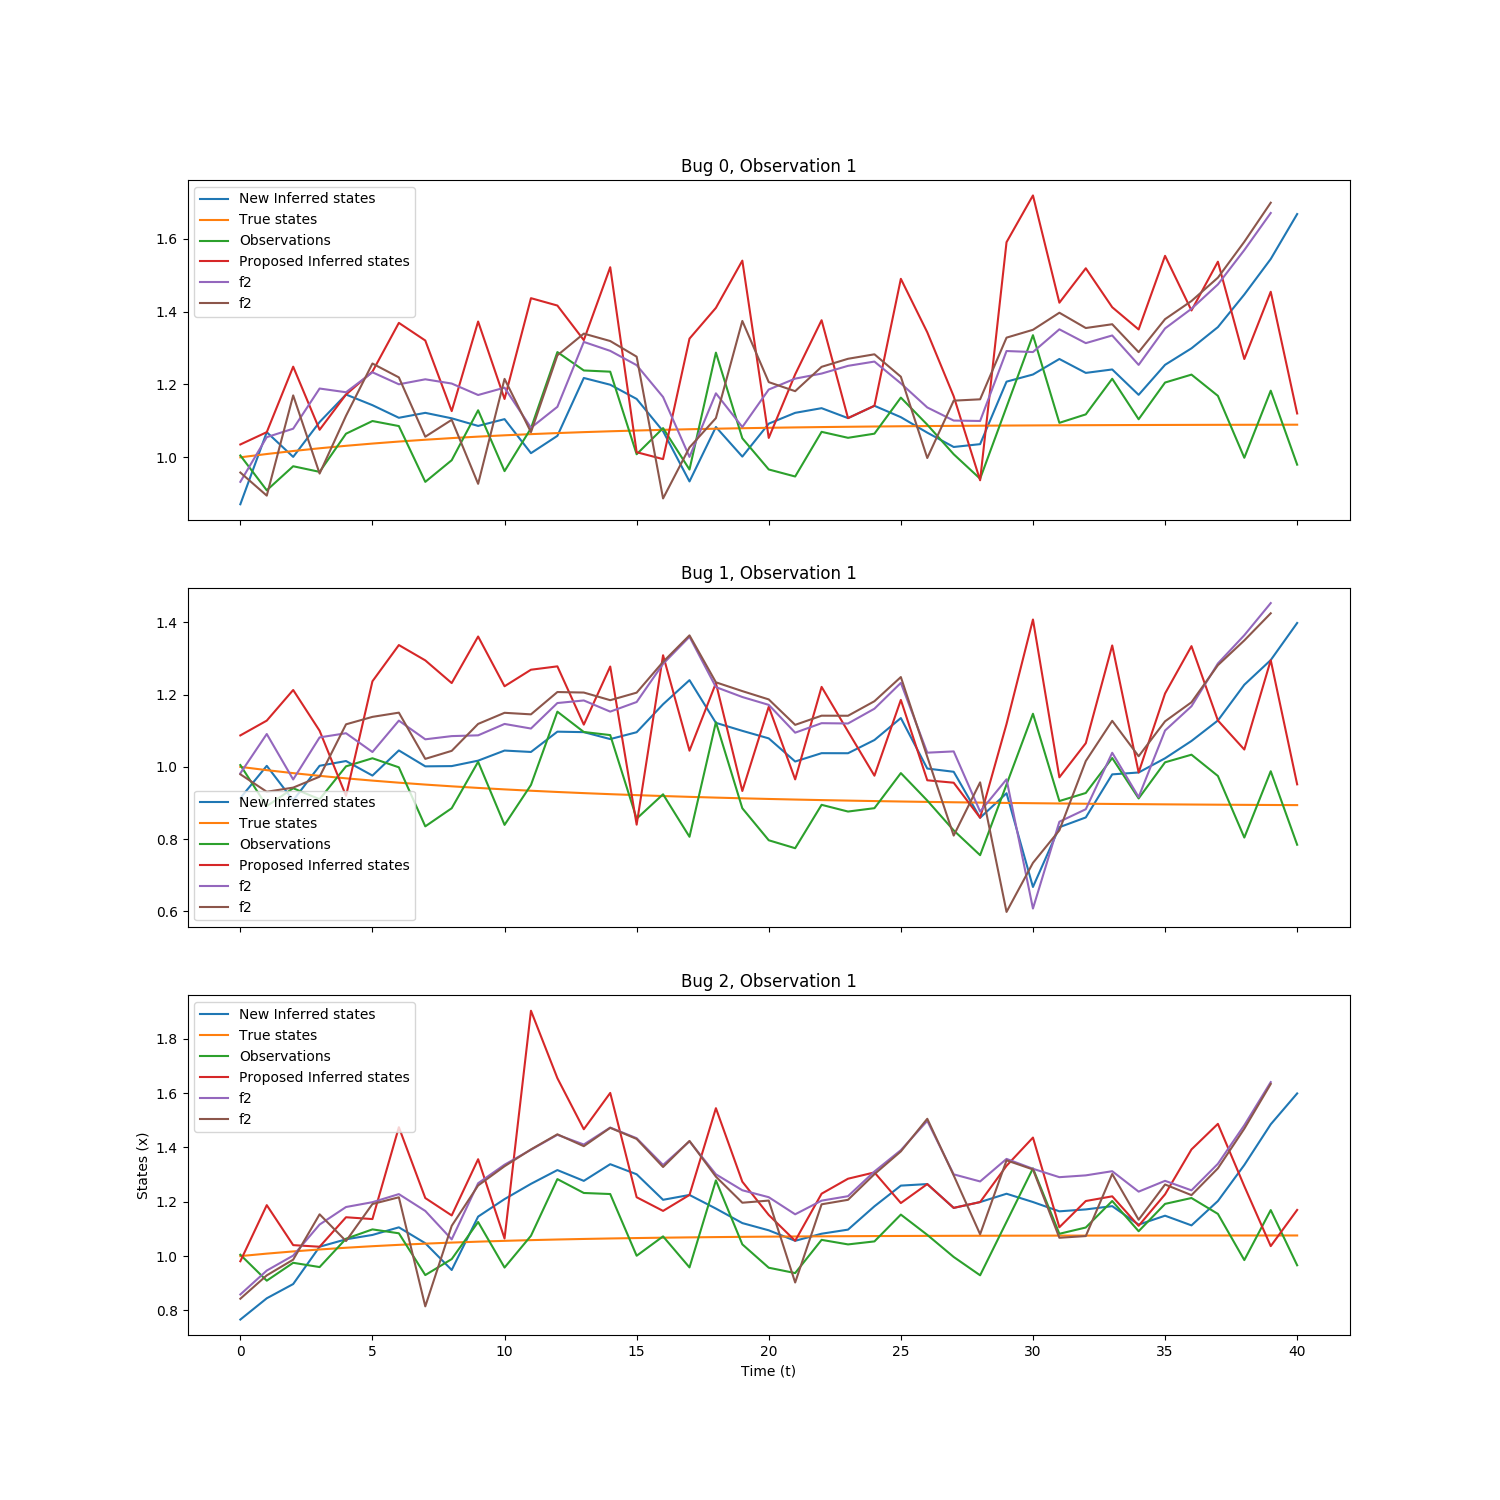 Bug 0, Observation 1
New Inferred states
True states
Observations
Proposed Inferred states
f2
f2
1.6
1.4
1.2
1.0
Bug 1, Observation 1
1.4
1.2
1.0
0.8
0.6
New Inferred states
True states
Observations
Proposed Inferred states
f2
f2
Bug 2, Observation 1
New Inferred states
True states
Observations
Proposed Inferred states
f2
f2
1.8
1.6
1.4
1.2
1.0
0.8
States (x)
0 5 10 15 20 25 30 35 40
Time (t)